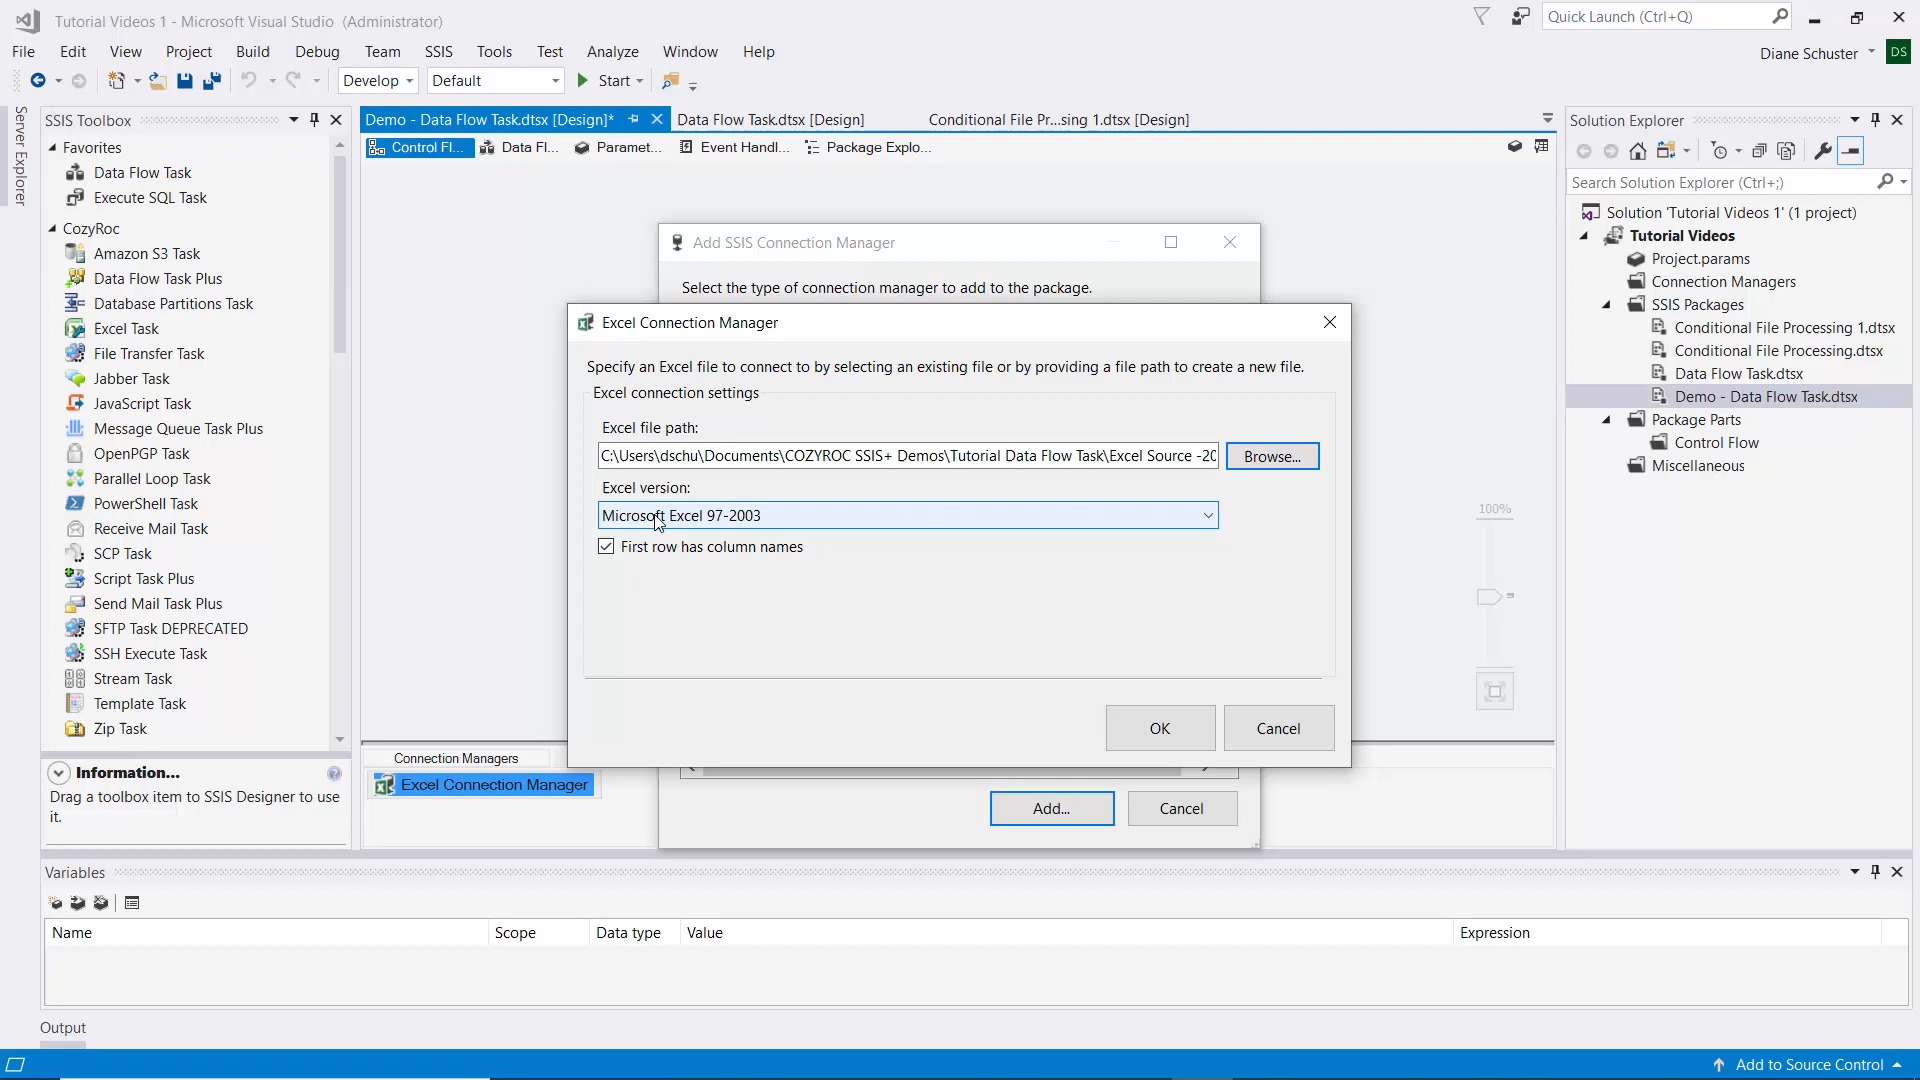 Tutorial Videos 1 - Microsoft Visual Studio (Administrator)
Quick Launch (Ctrl+Q)
File Edit View Project Build Debug Team SSIS Tools Test Analyze Window Help
Diane Schuster DS
Develop Default Start
Server Explorer
SSIS Toolbox
Favorites
Data Flow Task
Execute SQL Task
CozyRoc
Amazon S3 Task
Data Flow Task Plus
Database Partitions Task
Excel Task
File Transfer Task
Jabber Task
JavaScript Task
Message Queue Task Plus
OpenPGP Task
Parallel Loop Task
PowerShell Task
Receive Mail Task
SCP Task
Script Task Plus
Send Mail Task Plus
SFTP Task DEPRECATED
SSH Execute Task
Stream Task
Template Task
Zip Task
Information...
Drag a toolbox item to SSIS Designer to use
it.
Demo - Data Flow Task.dtsx [Design]* Data Flow Task.dtsx [Design] Conditional File Pr...sing 1.dtsx [Design]
Control Fl... Data Fl... Paramet... Event Handl... Package Explo...
Add SSIS Connection Manager
Select the type of connection manager to add to the package.
Excel Connection Manager
Specify an Excel file to connect to by selecting an existing file or by providing a file path to create a new file.
Excel connection settings
Excel file path:
C:\Users\dschu\Documents\COZYROC SSIS+ Demos\Tutorial Data Flow Task\Excel Source -20
Browse...
Excel version:
Microsoft Excel 97-2003
First row has column names
OK Cancel
Add... Cancel
100%
Connection Managers
Excel Connection Manager
Solution Explorer
Search Solution Explorer (Ctrl+;)
Solution 'Tutorial Videos 1' (1 project)
Tutorial Videos
Project.params
Connection Managers
SSIS Packages
Conditional File Processing 1.dtsx
Conditional File Processing.dtsx
Data Flow Task.dtsx
Demo - Data Flow Task.dtsx
Package Parts
Control Flow
Miscellaneous
Variables
Name Scope Data type Value Expression
Output
Add to Source Control